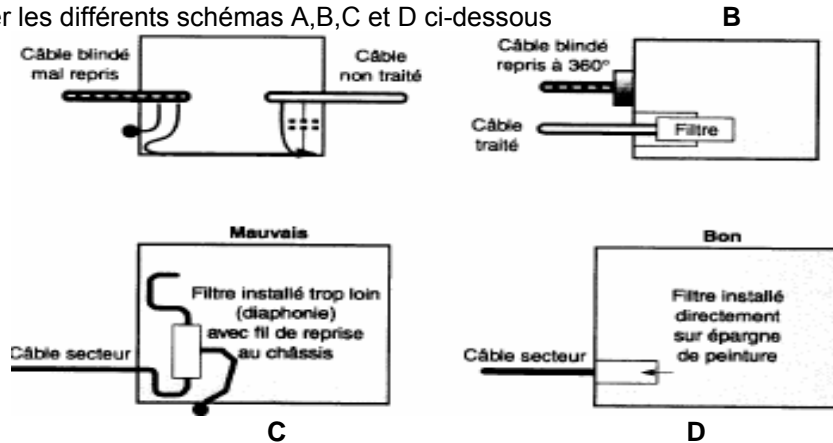 er les différents schémas A,B,C et D ci-dessous
B
Câble blindé
mal repris
Câble
non traité
Câble blindé
repris à 360°
Câble
traité
Filtre
Mauvais
Filtre installé trop loin
(diaphonie)
avec fil de reprise
au châssis
Câble secteur
C
Bon
Filtre installé
directement
sur épargne
de peinture
Câble secteur
D